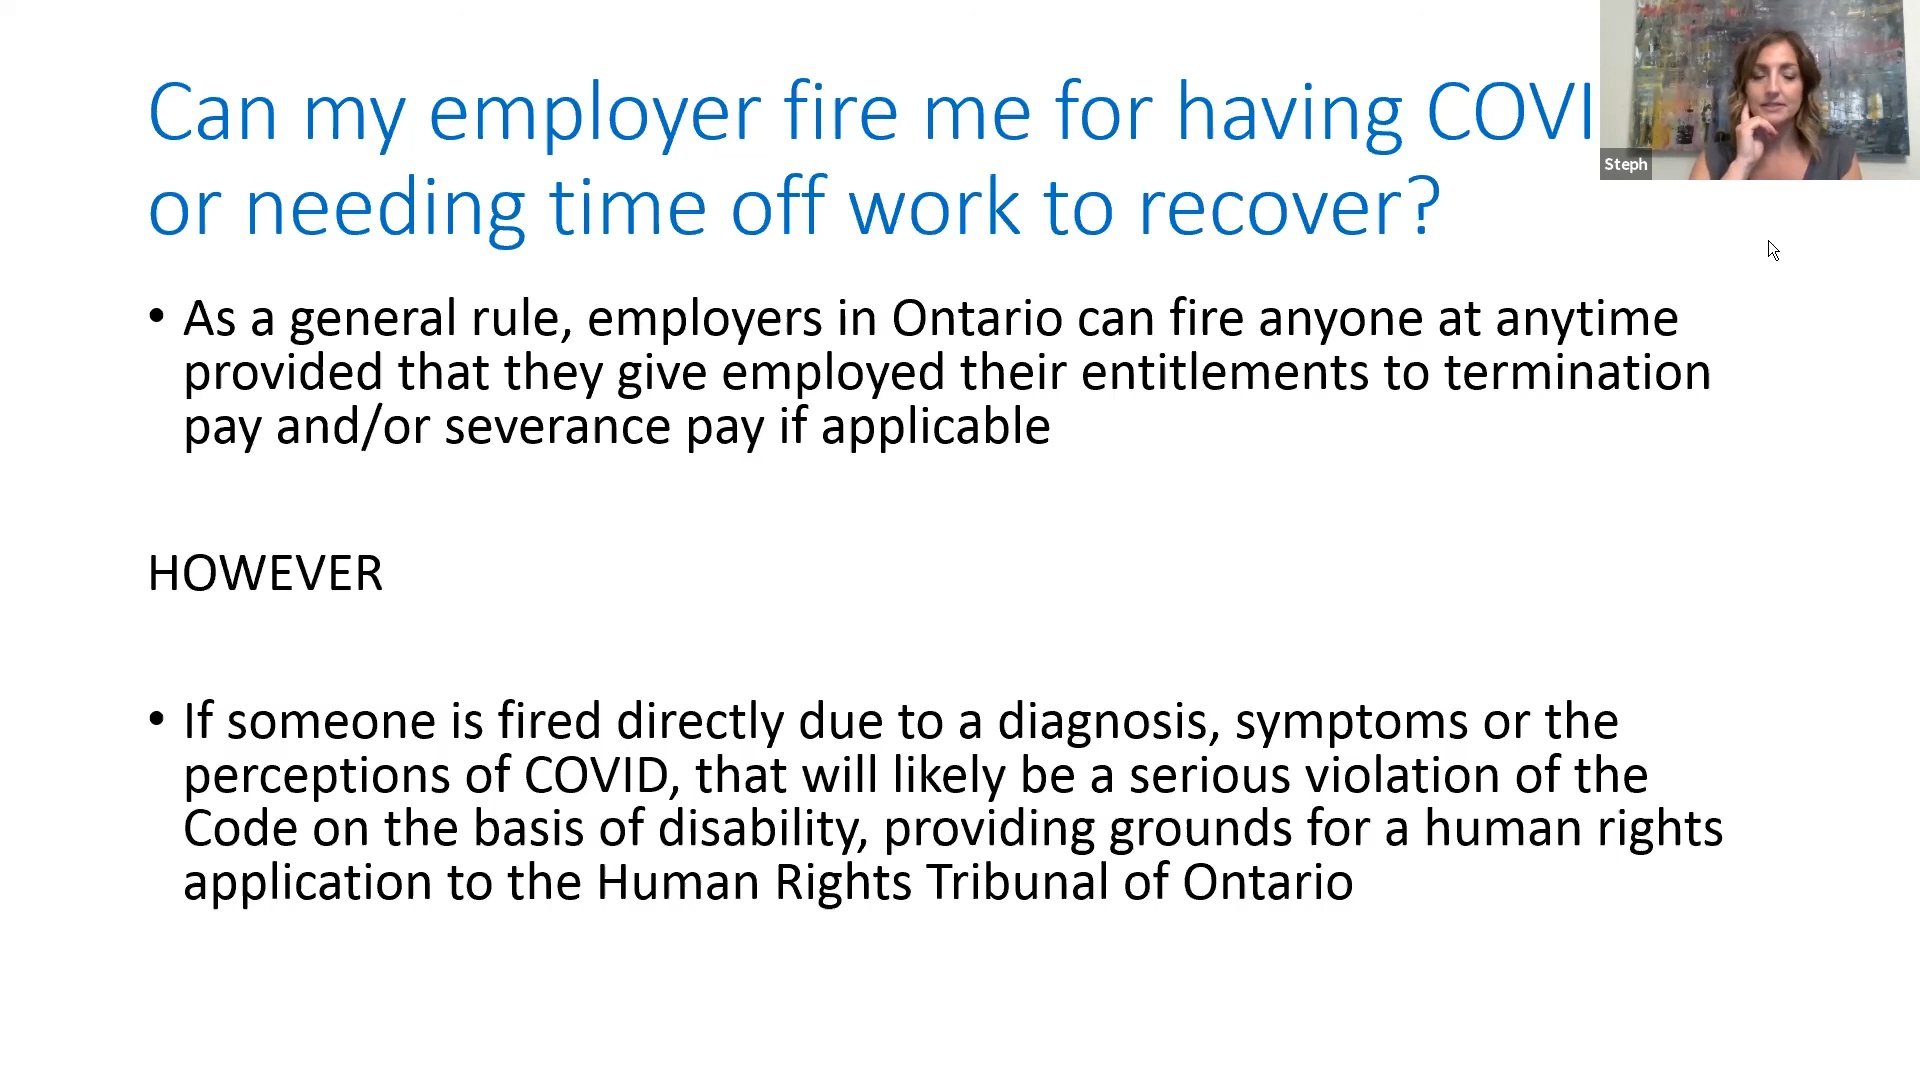 Can my employer fire me for having COVI
or needing time off work to recover?
Steph
• As a general rule, employers in Ontario can fire anyone at anytime
provided that they give employed their entitlements to termination
pay and/or severance pay if applicable
HOWEVER
• If someone is fired directly due to a diagnosis, symptoms or the
perceptions of COVID, that will likely be a serious violation of the
Code on the basis of disability, providing grounds for a human rights
application to the Human Rights Tribunal of Ontario